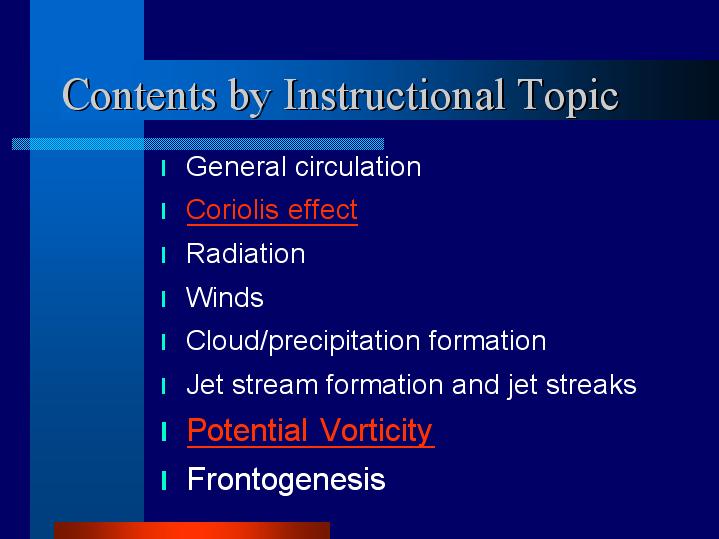 Contents by Instructional Topic
General circulation
Coriolis effect
Radiation
Winds
Cloud/precipitation formation
Jet stream formation and jet streaks
Potential Vorticity
Frontogenesis